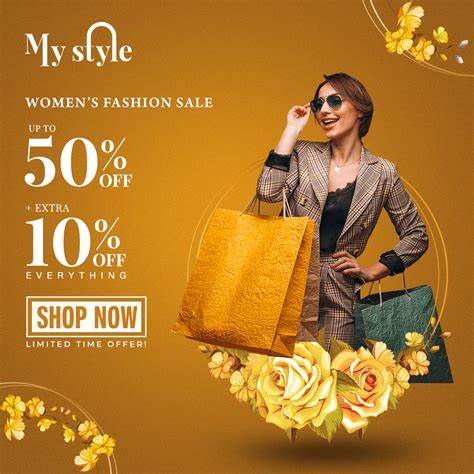 My style
WOMEN'S FASHION SALE
UP TO
50% OFF
+ EXTRA
10% OFF
EVERYTHING
SHOP NOW
LIMITED TIME OFFER!